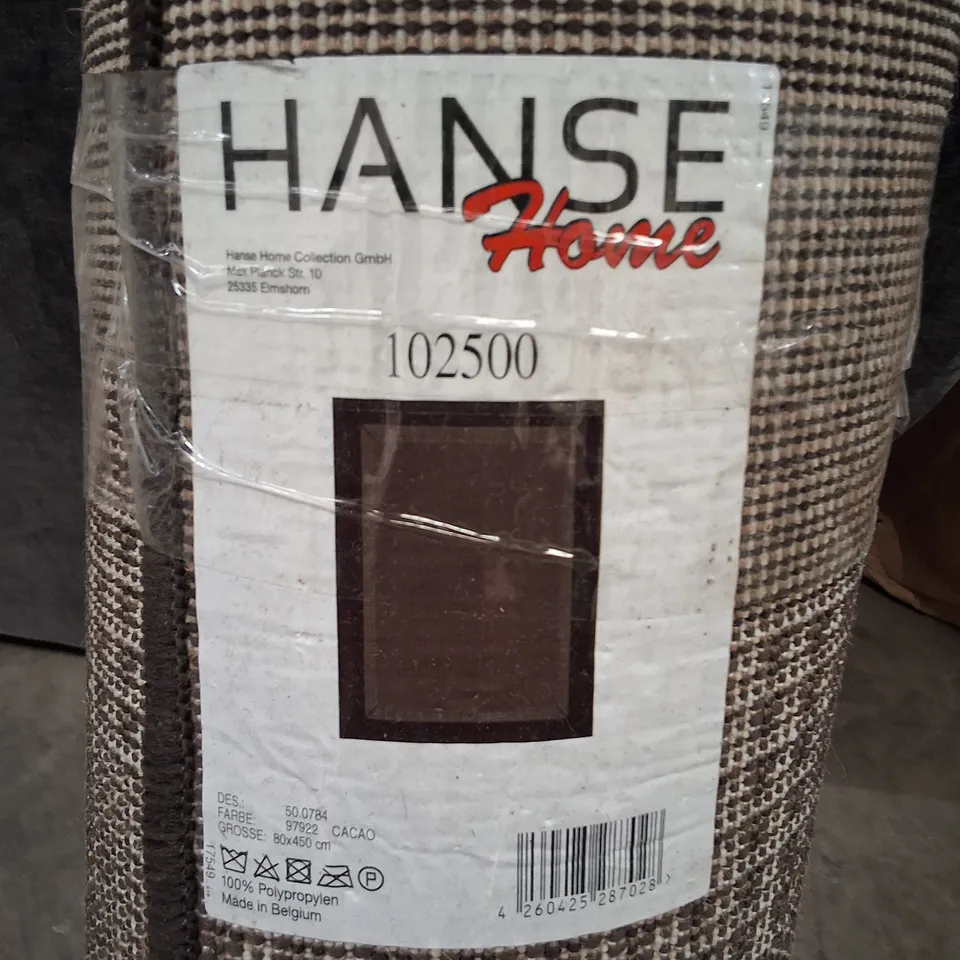 HANSE
Home
Hanse Home Collection GmbH
Max Planck Str. 10
25335 Elmshorn
102500
DES.: 50.0784
FARBE: 97922 CACAO
GROSSE: 80x450 cm
P
100% Polypropylen
Made in Belgium
4 260425 287028 >
17549